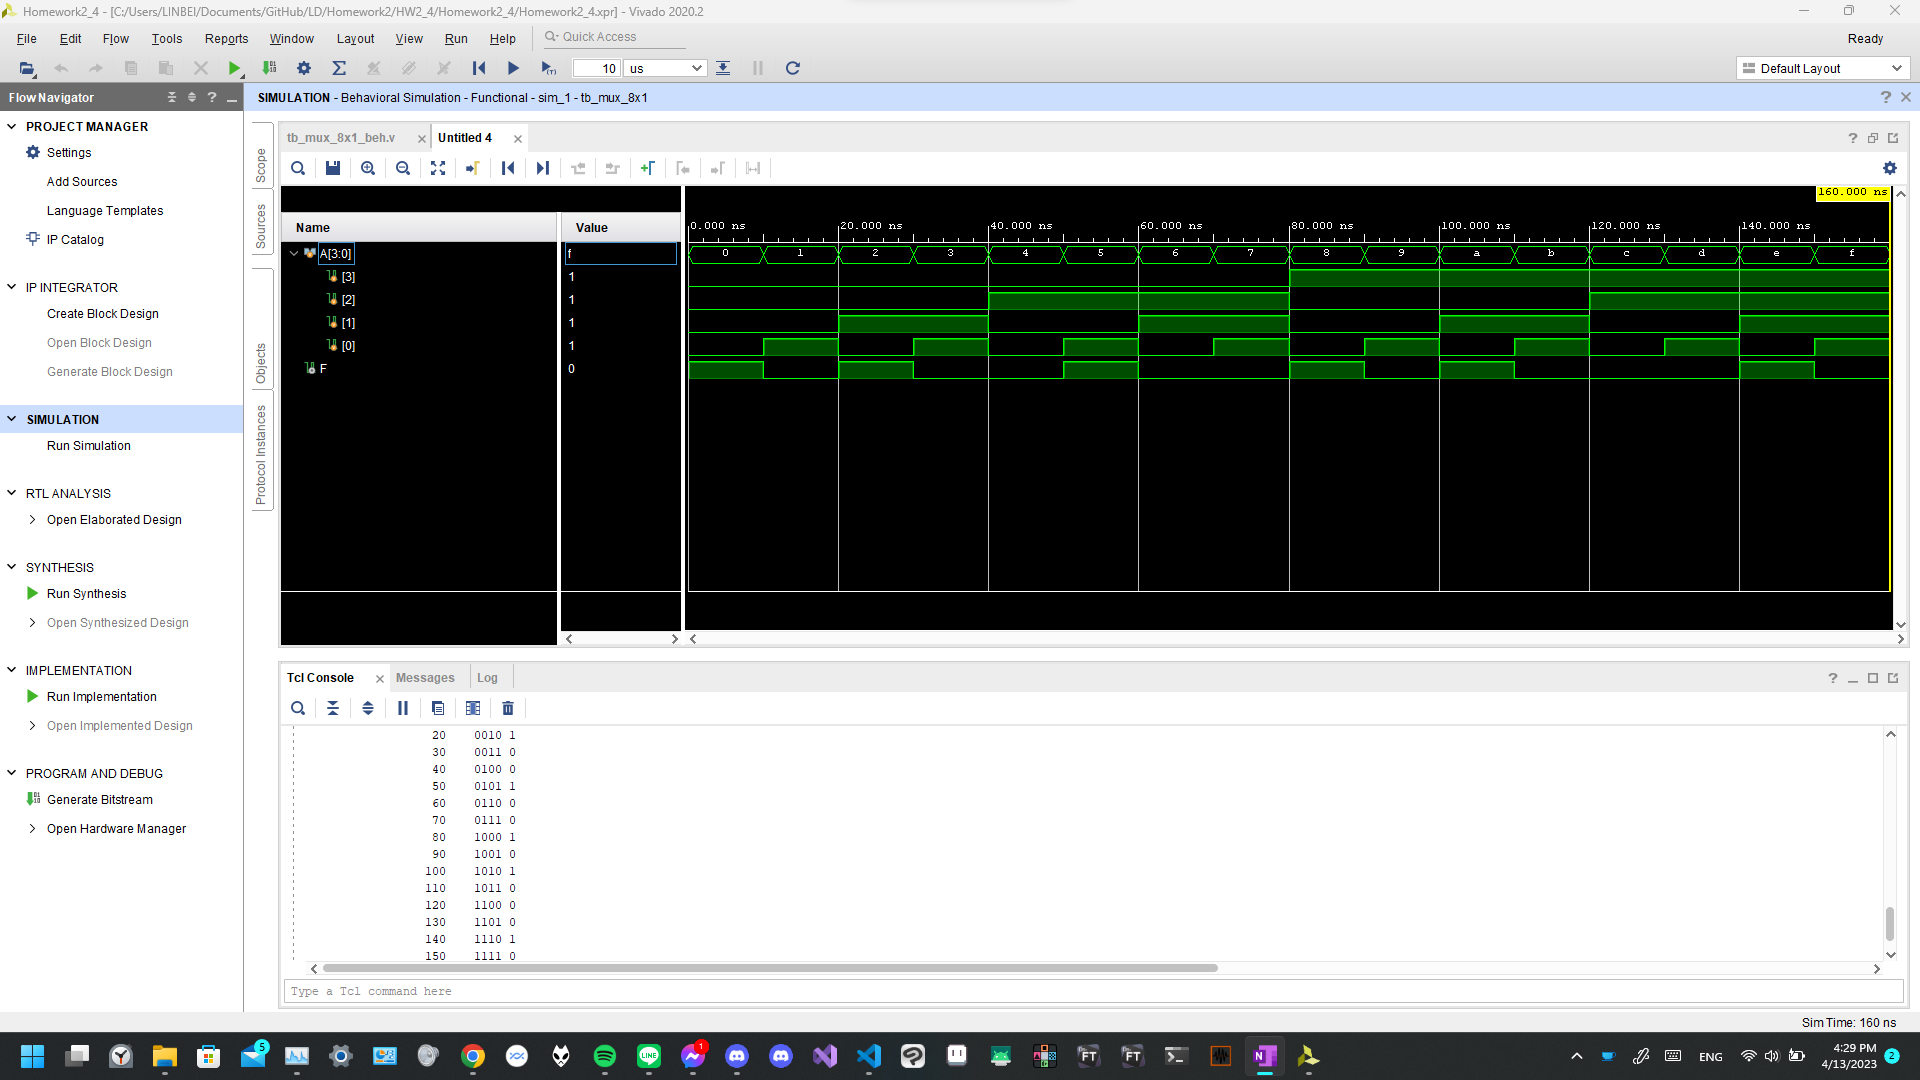 Homework2_4 - [C:/Users/LINBEI/Documents/GitHub/LD/Homework2/HW2_4/Homework2_4/Homework2_4.xpr] - Vivado 2020.2
File Edit Flow Tools Reports Window Layout View Run Help Quick Access Ready
10 us Default Layout
Flow Navigator
SIMULATION - Behavioral Simulation - Functional - sim_1 - tb_mux_8x1
PROJECT MANAGER
Settings
Add Sources
Language Templates
IP Catalog
IP INTEGRATOR
Create Block Design
Open Block Design
Generate Block Design
SIMULATION
Run Simulation
RTL ANALYSIS
Open Elaborated Design
SYNTHESIS
Run Synthesis
Open Synthesized Design
IMPLEMENTATION
Run Implementation
Open Implemented Design
PROGRAM AND DEBUG
Generate Bitstream
Open Hardware Manager
Scope
Sources
Objects
Protocol Instances
tb_mux_8x1_beh.v Untitled 4
160.000 ns
Name Value
0.000 ns 20.000 ns 40.000 ns 60.000 ns 80.000 ns 100.000 ns 120.000 ns 140.000 ns
A[3:0] f 0 1 2 3 4 5 6 7 8 9 a b c d e f
[3] 1
[2] 1
[1] 1
[0] 1
F 0
Tcl Console Messages Log
20 0010 1
30 0011 0
40 0100 0
50 0101 1
60 0110 0
70 0111 0
80 1000 1
90 1001 0
100 1010 1
110 1011 0
120 1100 0
130 1101 0
140 1110 1
150 1111 0
Type a Tcl command here
Sim Time: 160 ns
5
LINE
1
FT
FT
N
ENG
4:29 PM
4/13/2023
2